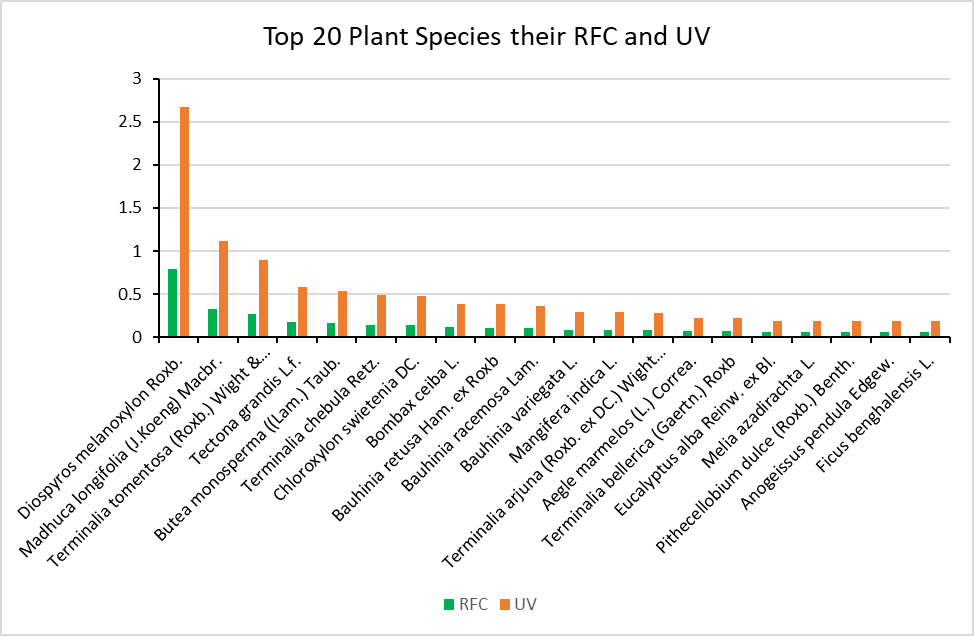 Top 20 Plant Species their RFC and UV
3
2.5
2
1.5
1
0.5
0
Diospyros melanoxylon Roxb.
Madhuca longifolia (J.Koeng) Macbr.
Terminalia tomentosa (Roxb.) Wight &...
Tectona grandis L.f.
Butea monosperma ((Lam.) Taub.
Terminalia chebula Retz.
Chloroxylon swietenia DC.
Bombax ceiba L.
Bauhinia retusa Ham. ex Roxb
Bauhinia racemosa Lam.
Bauhinia variegata L.
Mangifera indica L.
Terminalia arjuna (Roxb. ex DC.) Wight...
Aegle marmelos (L.) Correa.
Terminalia bellerica (Gaertn.) Roxb
Eucalyptus alba Reinw. ex Bl.
Melia azadirachta L.
Pithecellobium dulce (Roxb.) Benth.
Anogeissus pendula Edgew.
Ficus benghalensis L.
RFC UV